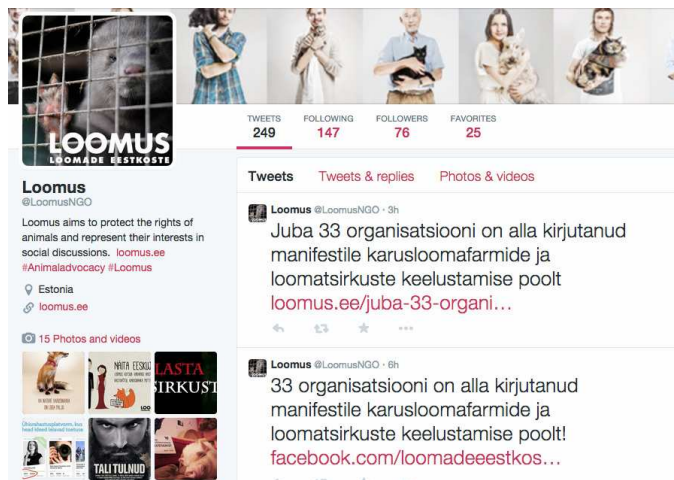 LOOMUS
LOOMADE EESTKOSTE
TWEETS FOLLOWING FOLLOWERS FAVORITES
249 147 76 25
Loomus
@LoomusNGO
Loomus aims to protect the rights of
animals and represent their interests in
social discussions. loomus.ee
#Animaladvocacy #Loomus
Estonia
loomus.ee
15 Photos and videos
NÄITA EESKUJ
LASTA
SIRKUST
TALI TULNUD
Tweets Tweets & replies Photos & videos
Loomus @LoomusNGO · 3h
Juba 33 organisatsiooni on alla kirjutanud
manifestile karusloomafarmide ja
loomatsirkuste keelustamise poolt
loomus.ee/juba-33-organi...
Loomus @LoomusNGO · 6h
33 organisatsiooni on alla kirjutanud
manifestile karusloomafarmide ja
loomatsirkuste keelustamise poolt!
facebook.com/loomadeeestkos...